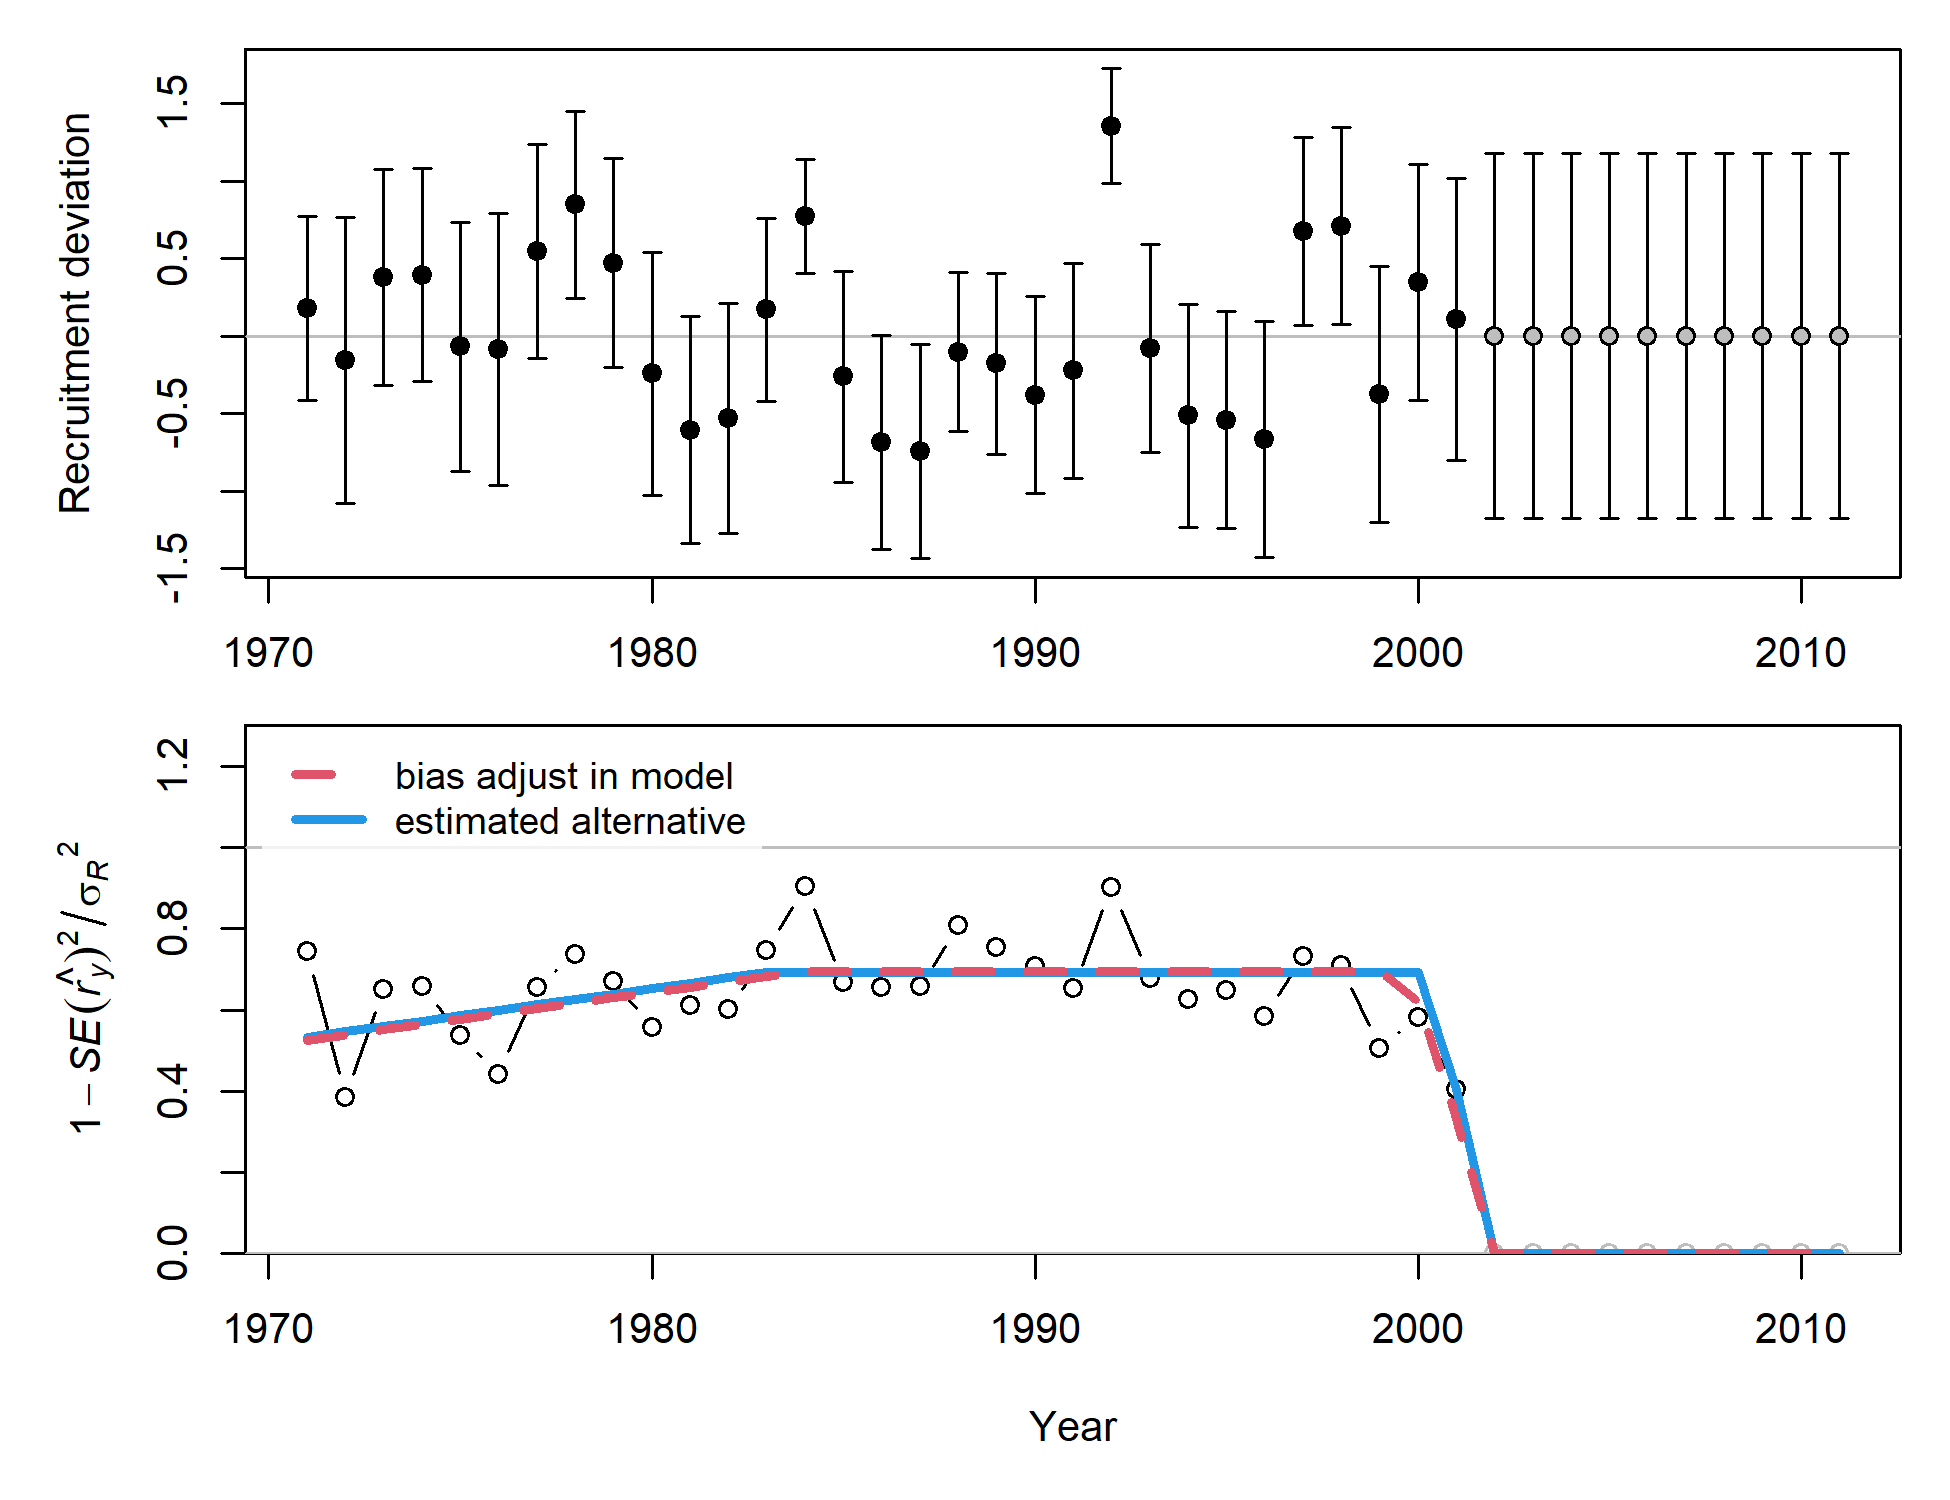 Recruitment deviation
1.5
0.5
-0.5
-1.5
1970 1980 1990 2000 2010
1 − SE(r̂y)² / σR²
1.2
0.8
0.4
0.0
bias adjust in model
estimated alternative
1970 1980 1990 2000 2010
Year